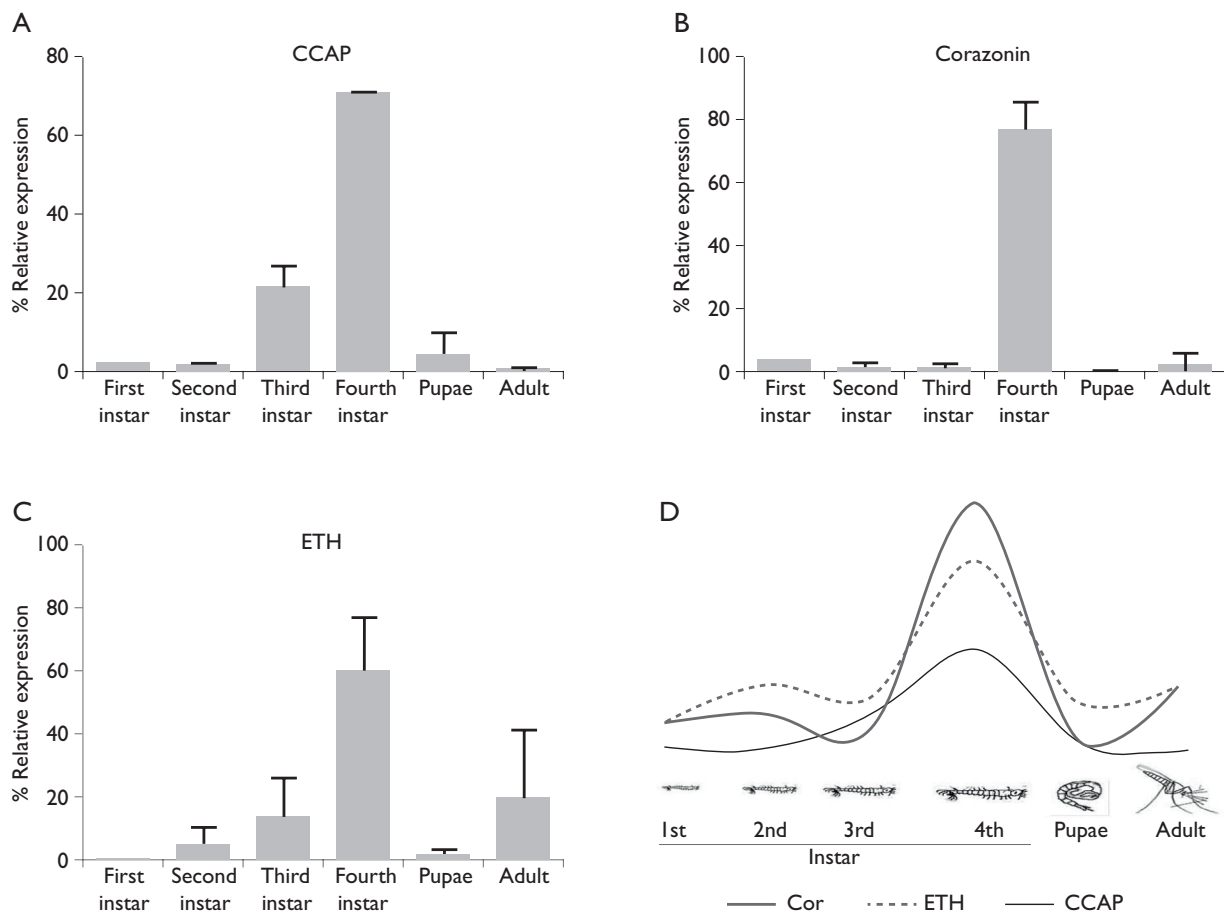 A
CCAP
80
60
40
20
0
% Relative expression
First instar
Second instar
Third instar
Fourth instar
Pupae
Adult
B
Corazonin
100
80
60
40
20
0
% Relative expression
First instar
Second instar
Third instar
Fourth instar
Pupae
Adult
C
ETH
100
80
60
40
20
0
% Relative expression
First instar
Second instar
Third instar
Fourth instar
Pupae
Adult
D
1st 2nd 3rd 4th Pupae Adult
Instar
Cor ETH CCAP